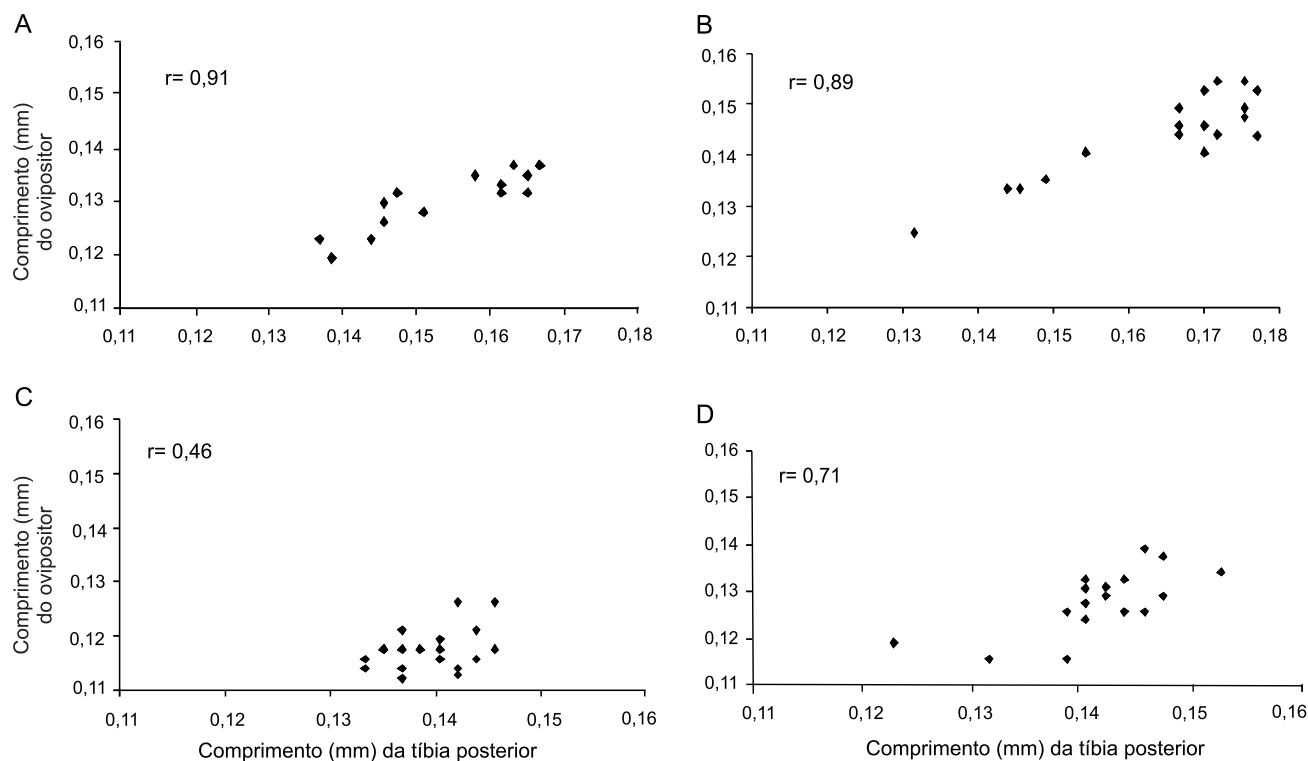 A
0,16
0,15
0,14
0,13
0,12
0,11
Comprimento (mm)
do ovipositor
r= 0,91
0,11 0,12 0,13 0,14 0,15 0,16 0,17 0,18
B
0,16
0,15
0,14
0,13
0,12
0,11
r= 0,89
0,11 0,12 0,13 0,14 0,15 0,16 0,17 0,18
C
0,16
0,15
0,14
0,13
0,12
0,11
Comprimento (mm)
do ovipositor
r= 0,46
0,11 0,12 0,13 0,14 0,15 0,16
Comprimento (mm) da tíbia posterior
D
0,16
0,15
0,14
0,13
0,12
0,11
r= 0,71
0,11 0,12 0,13 0,14 0,15 0,16
Comprimento (mm) da tíbia posterior